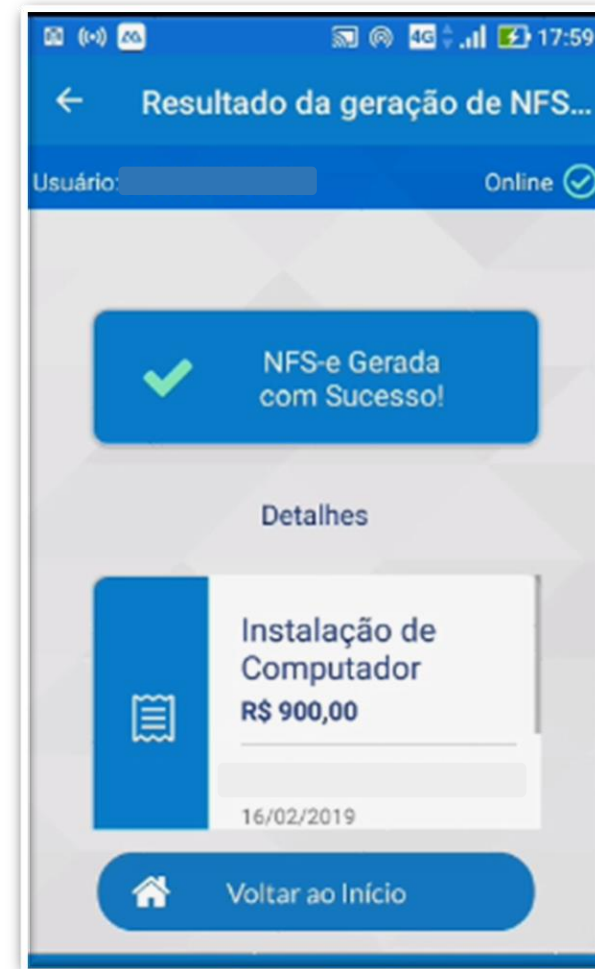 4G 17:59
Resultado da geração de NFS...
Usuário: Online
NFS-e Gerada
com Sucesso!
Detalhes
Instalação de
Computador
R$ 900,00
16/02/2019
Voltar ao Início